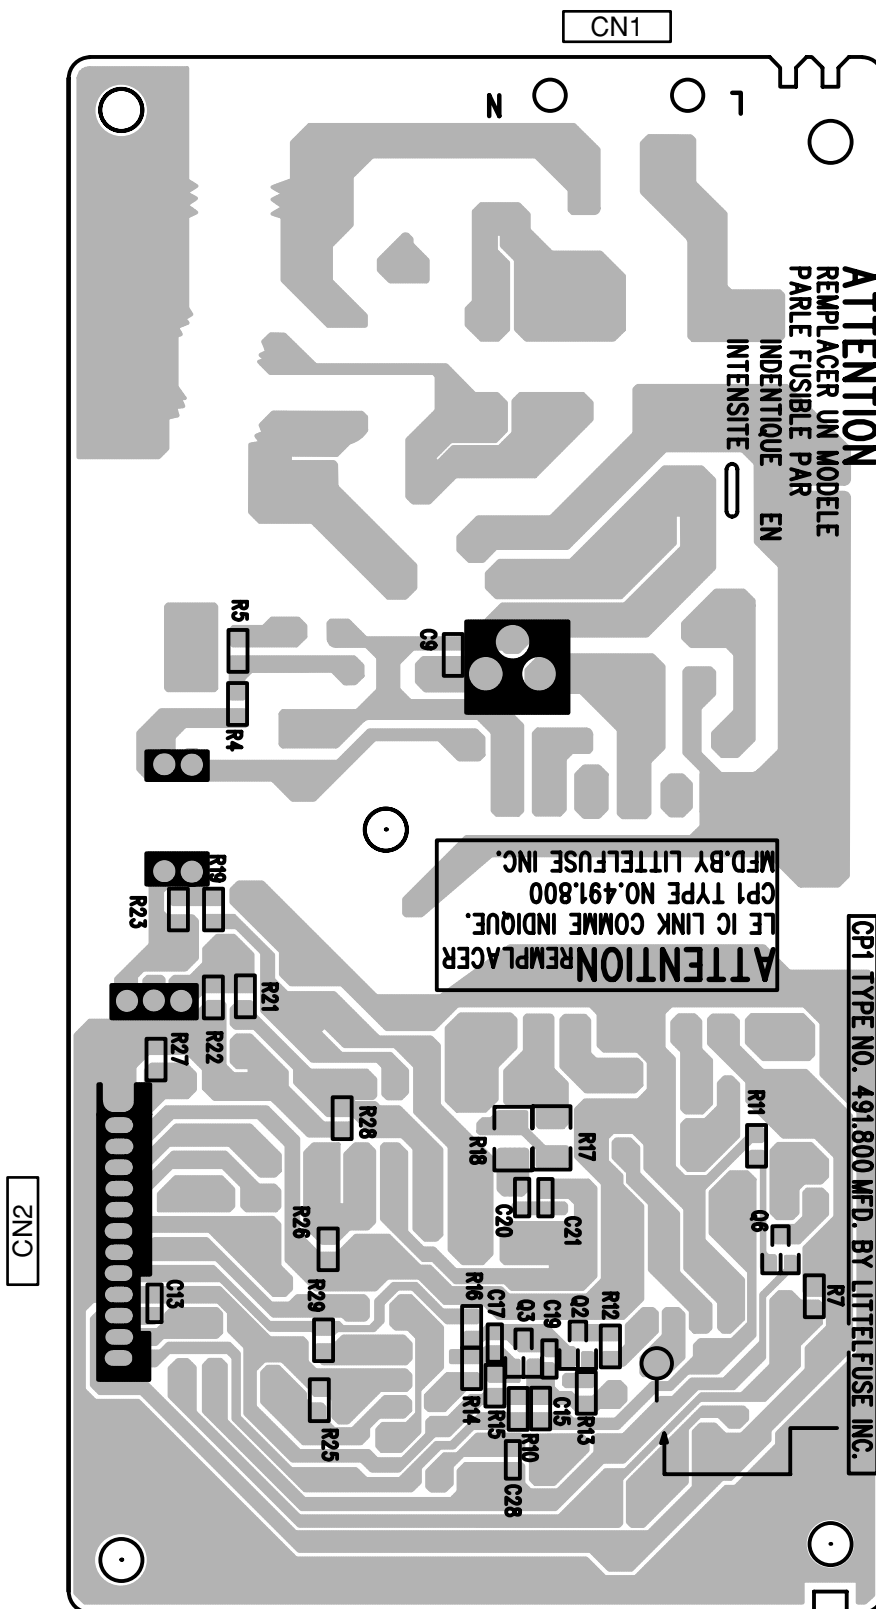 CN1
N
L
ATTENTION
REMPLACER UN MODELE
PARLE FUSIBLE PAR
INDENTIQUE EN
INTENSITE
R5
C9
R4
ATTENTION REMPLACER
LE IC LINK COMME INDIQUE.
CP1 TYPE NO.491.800
MFD.BY LITTELFUSE INC.
R19
R23
CP1 TYPE NO. 491.800 MFD. BY LITTELFUSE INC.
R21
R22
R27
R28
R18
R17
R11
CN2
C20
C21
R26
Q6
C13
R29
R16
C17
Q3
C19
Q2
R12
R7
R25
R14
R15
R10
C15
R13
C28